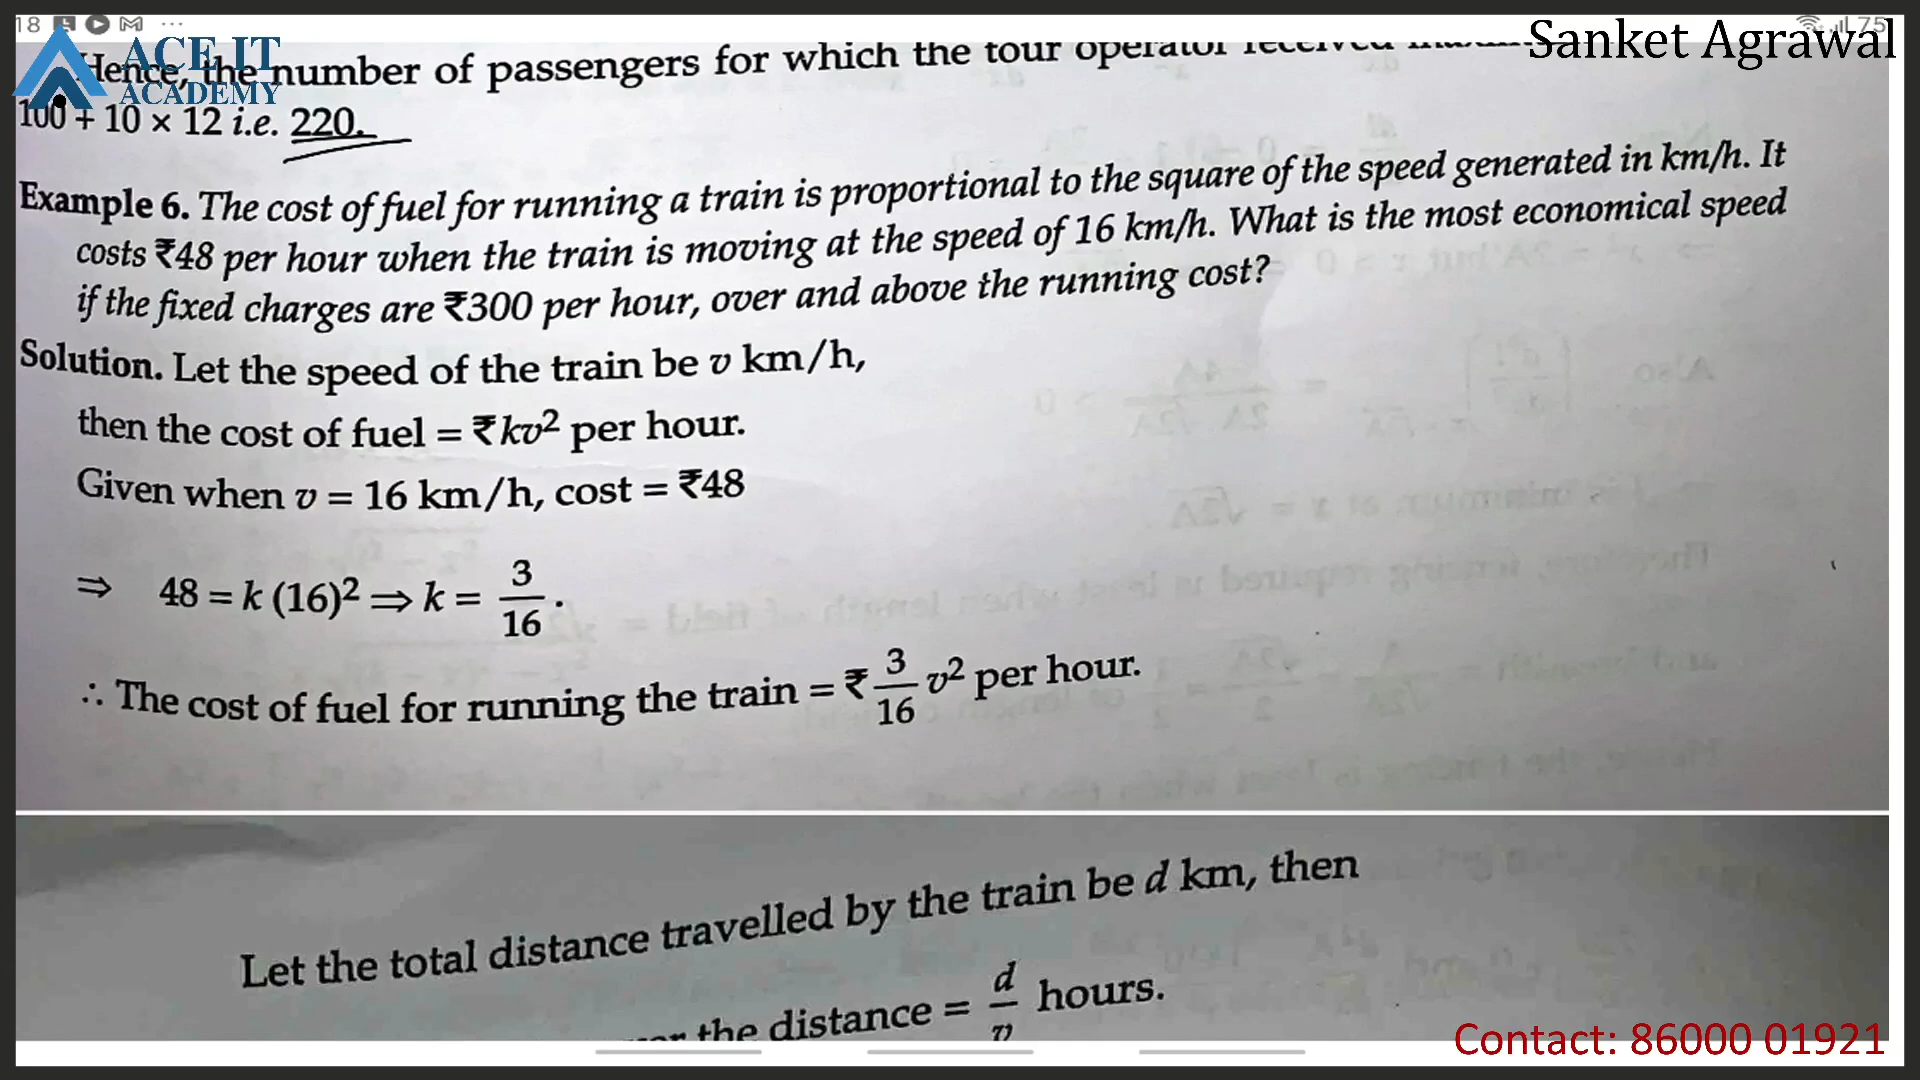 18
75
ACE IT
ACADEMY
Sanket Agrawal
Hence, the number of passengers for which the tour operator received
100 + 10 × 12 i.e. 220.
Example 6. The cost of fuel for running a train is proportional to the square of the speed generated in km/h. It
costs ₹48 per hour when the train is moving at the speed of 16 km/h. What is the most economical speed
if the fixed charges are ₹300 per hour, over and above the running cost?
Solution. Let the speed of the train be v km/h,
then the cost of fuel = ₹kv² per hour.
Given when v = 16 km/h, cost = ₹48
⇒ 48 = k (16)² ⇒ k = 3/16.
∴ The cost of fuel for running the train = ₹ 3/16 v² per hour.
Let the total distance travelled by the train be d km, then
the distance = d/v hours.
Contact: 86000 01921